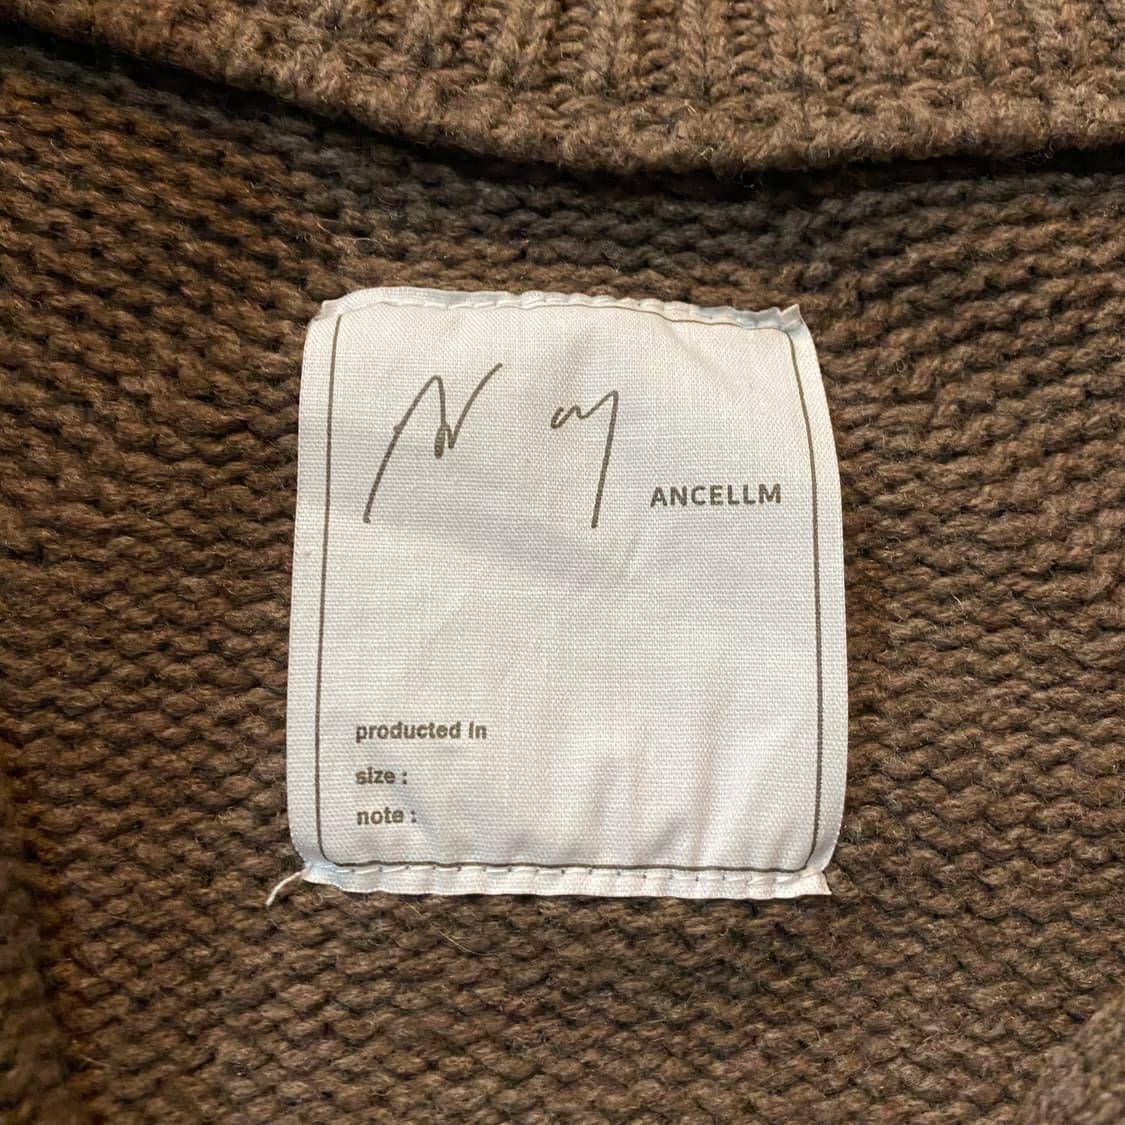 ANCELLM
producted in
size :
note :